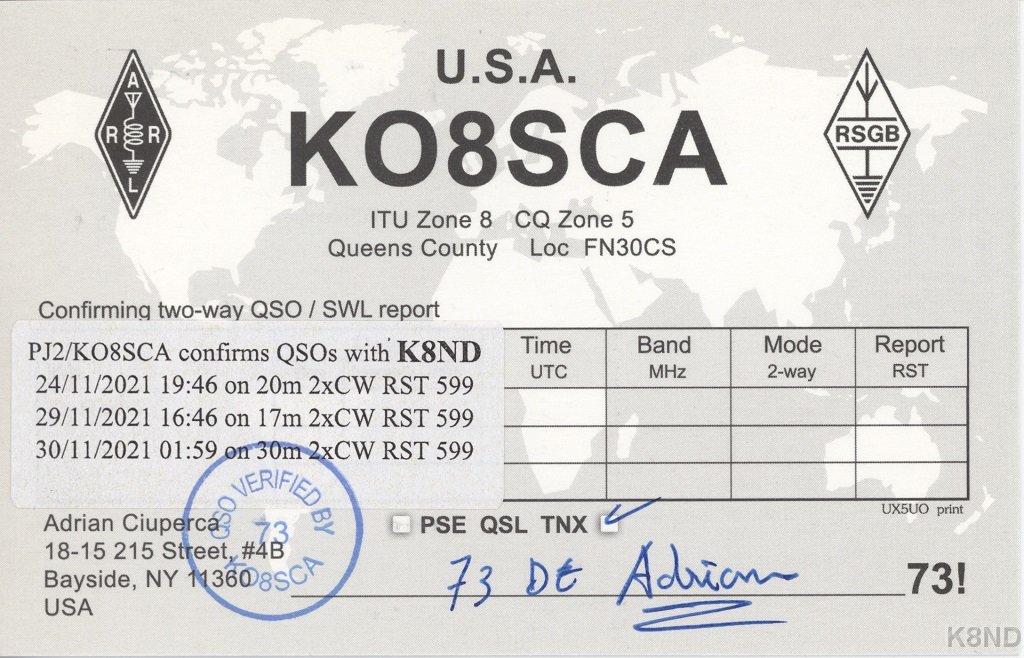 U.S.A.
KO8SCA
A
R R
L
RSGB
ITU Zone 8 CQ Zone 5
Queens County Loc FN30CS
Confirming two-way QSO / SWL report
PJ2/KO8SCA confirms QSOs with K8ND
24/11/2021 19:46 on 20m 2xCW RST 599
29/11/2021 16:46 on 17m 2xCW RST 599
30/11/2021 01:59 on 30m 2xCW RST 599
Time Band Mode Report
UTC MHz 2-way RST
UX5UO print
Adrian Ciuperca
18-15 215 Street, #4B
Bayside, NY 11360
USA
QSO VERIFIED BY
73
KO8SCA
PSE QSL TNX
73 DE Adrian
73!
K8ND